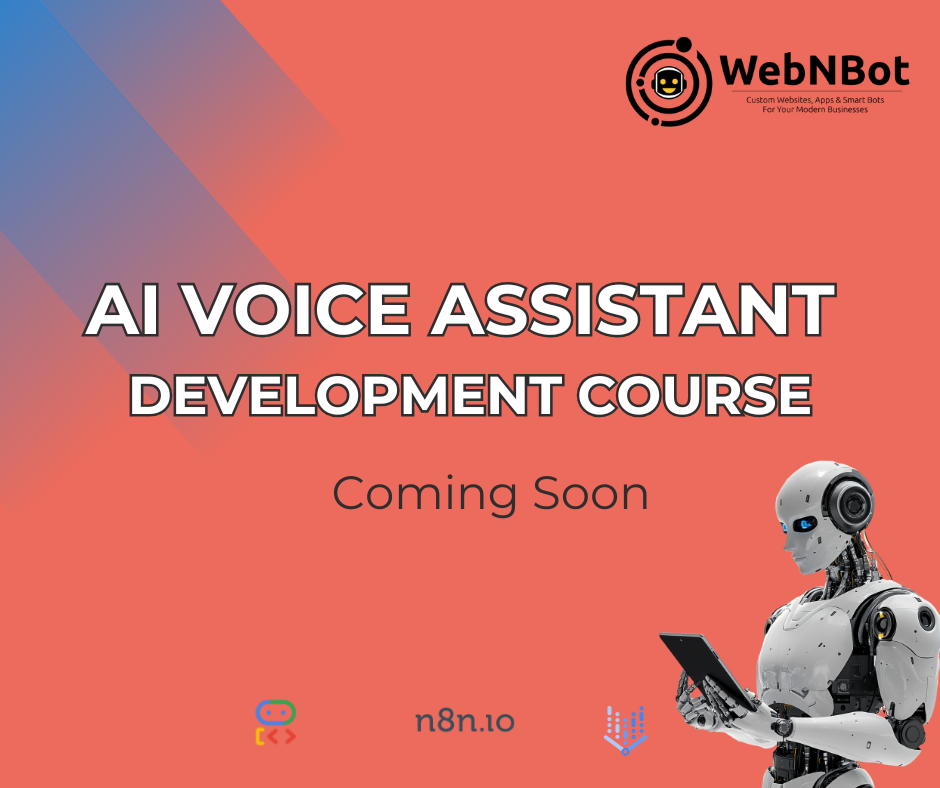 WebNBot
Custom Websites, Apps & Smart Bots
For Your Modern Businesses
AI VOICE ASSISTANT
DEVELOPMENT COURSE
Coming Soon
n8n.io